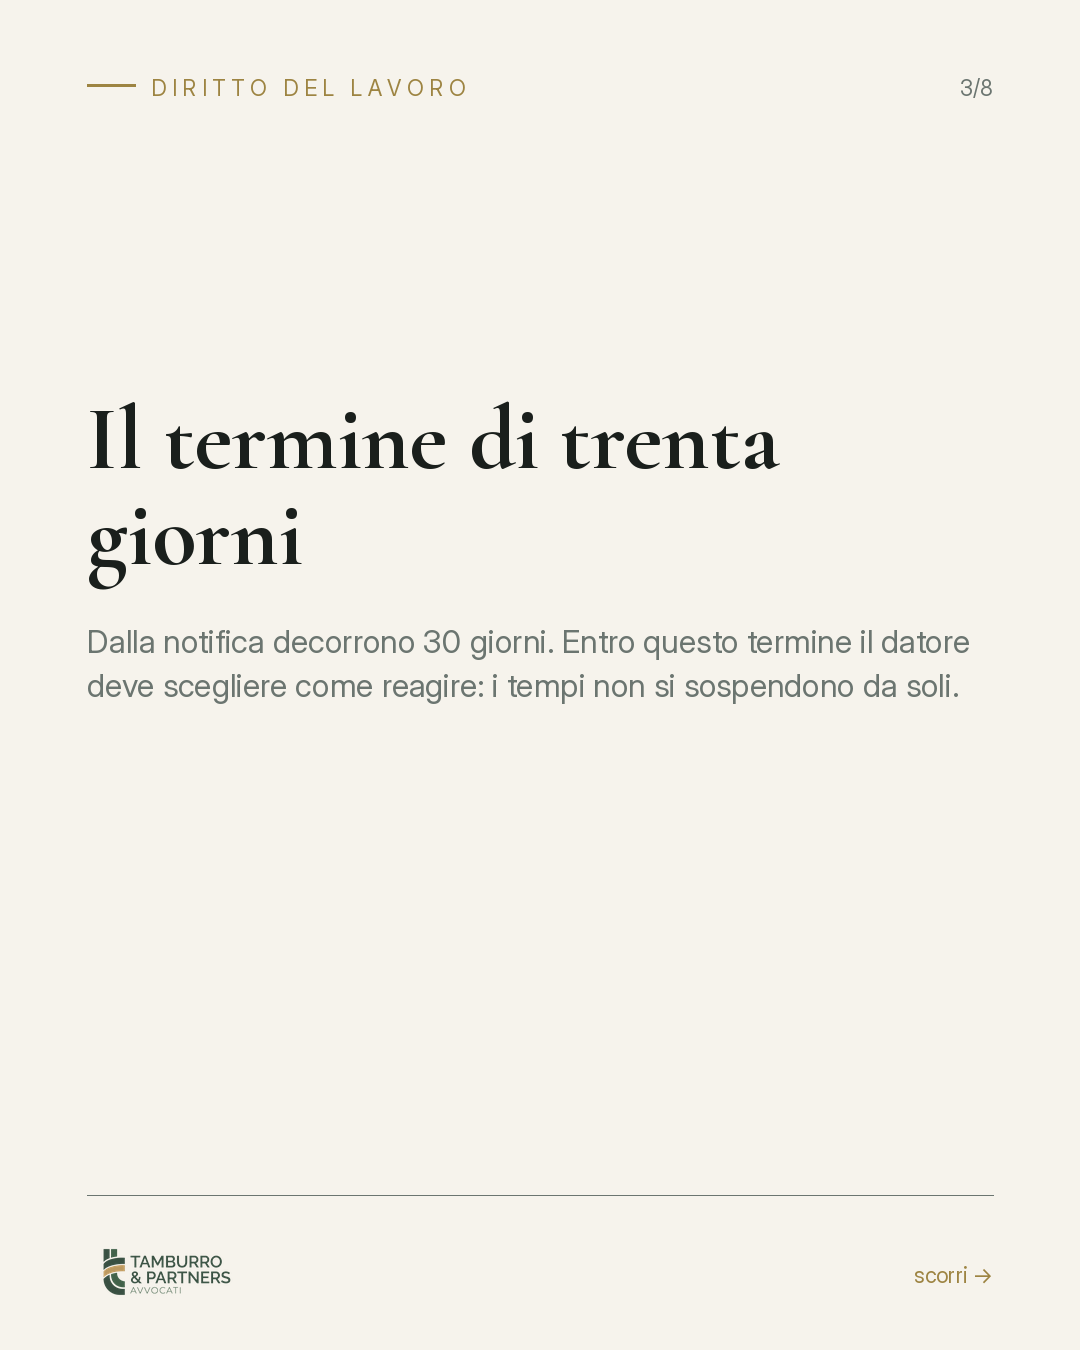 DIRITTO DEL LAVORO
3/8
Il termine di trenta
giorni
Dalla notifica decorrono 30 giorni. Entro questo termine il datore
deve scegliere come reagire: i tempi non si sospendono da soli.
TAMBURRO
& PARTNERS
AVVOCATI
scorri →